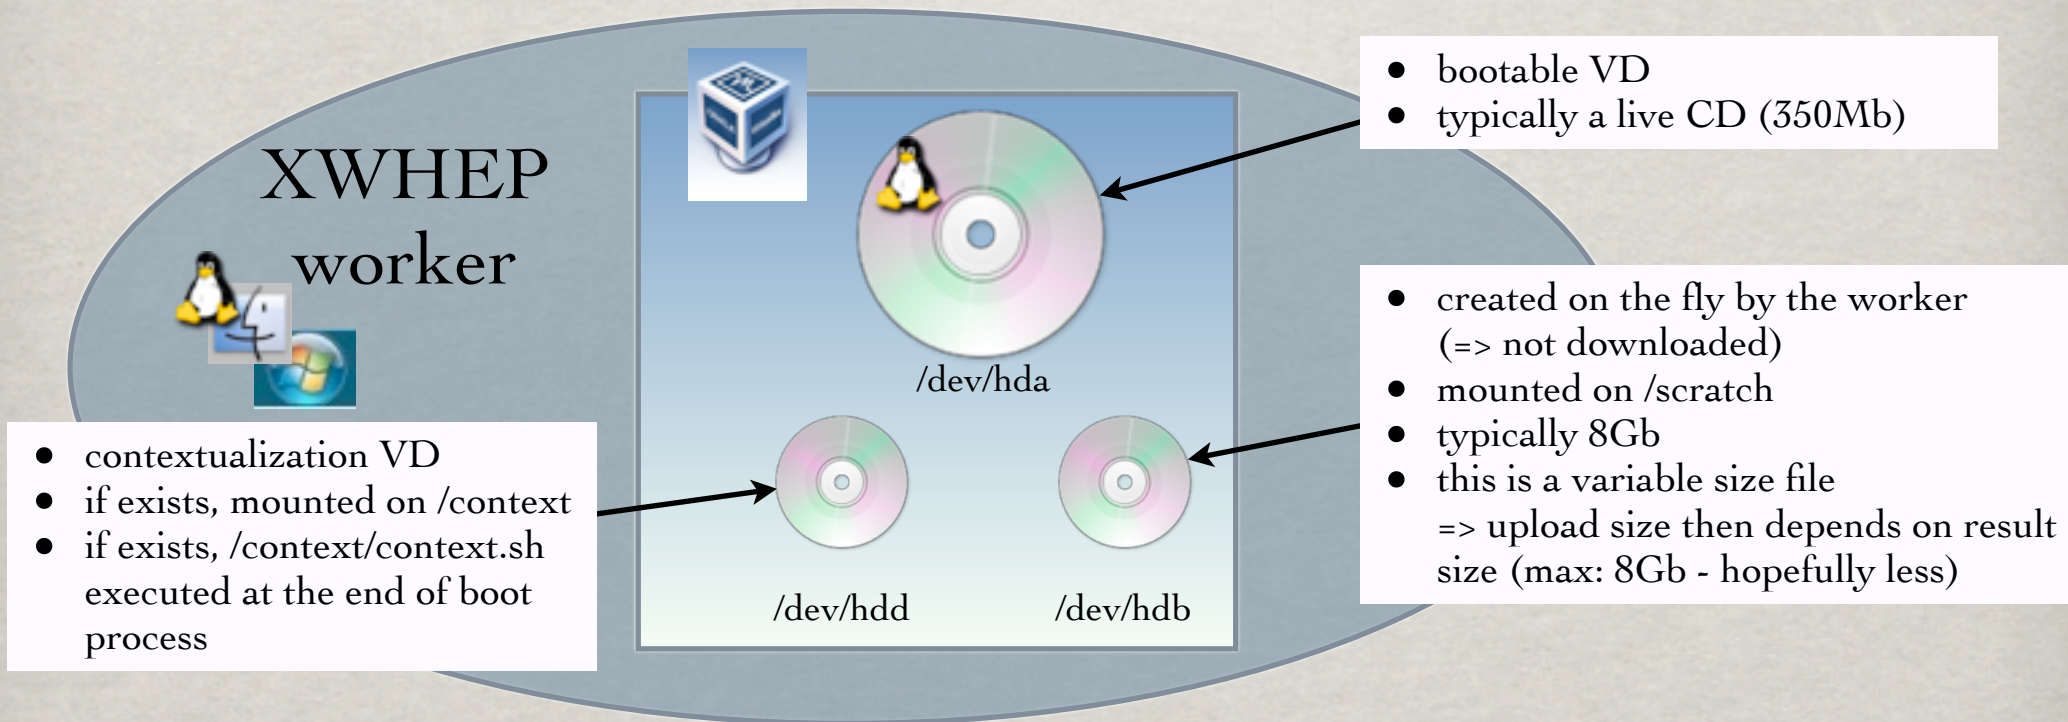 XWHEP
worker
• bootable VD
• typically a live CD (350Mb)
/dev/hda
• created on the fly by the worker
(=> not downloaded)
• mounted on /scratch
• typically 8Gb
• this is a variable size file
=> upload size then depends on result
size (max: 8Gb - hopefully less)
• contextualization VD
• if exists, mounted on /context
• if exists, /context/context.sh
executed at the end of boot
process
/dev/hdd
/dev/hdb